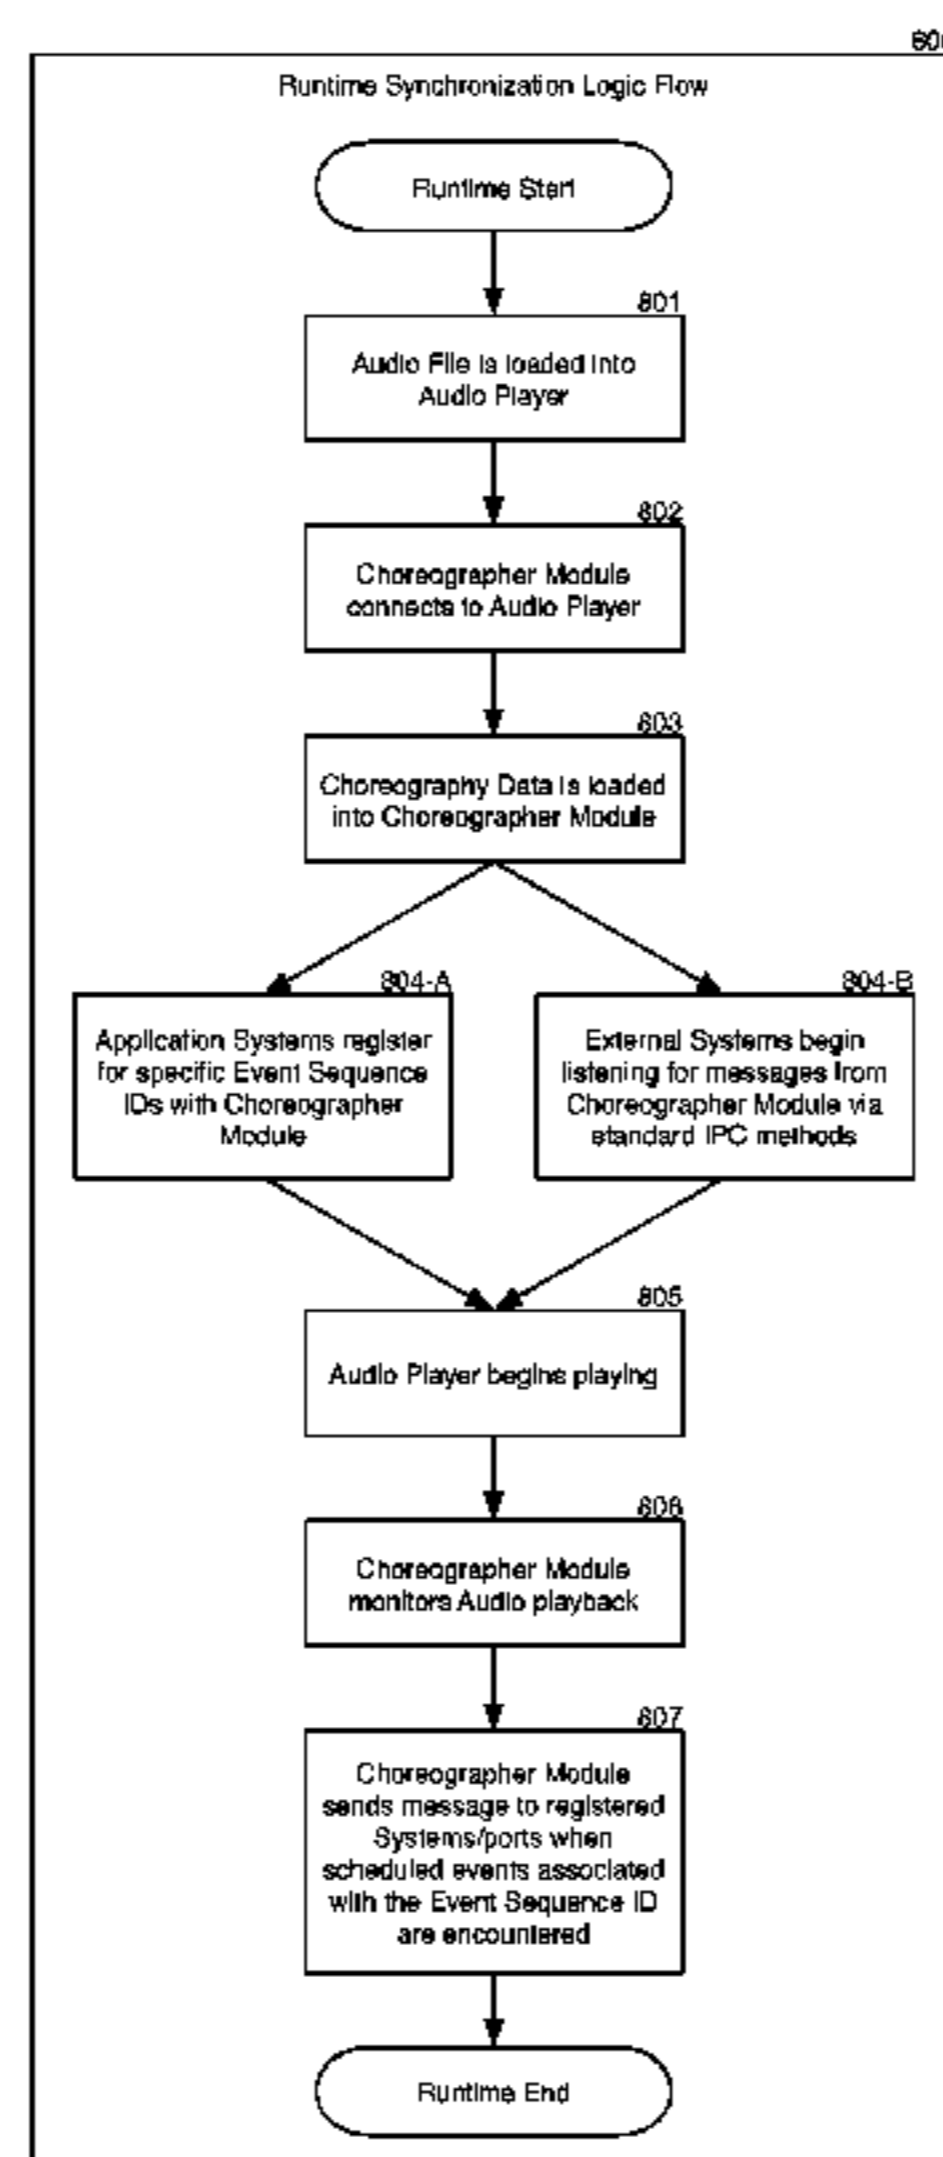 Runtime Synchronization Logic Flow
Runtime Start
801
Audio File is loaded into
Audio Player
802
Choreographer Module
connects to Audio Player
803
Choreography Data is loaded
into Choreographer Module
804-A
Application Systems register
for specific Event Sequence
IDs with Choreographer
Module
804-B
External Systems begin
listening for messages from
Choreographer Module via
standard IPC methods
805
Audio Player begins playing
806
Choreographer Module
monitors Audio playback
807
Choreographer Module
sends message to registered
Systems/ports when
scheduled events associated
with the Event Sequence ID
are encountered
Runtime End